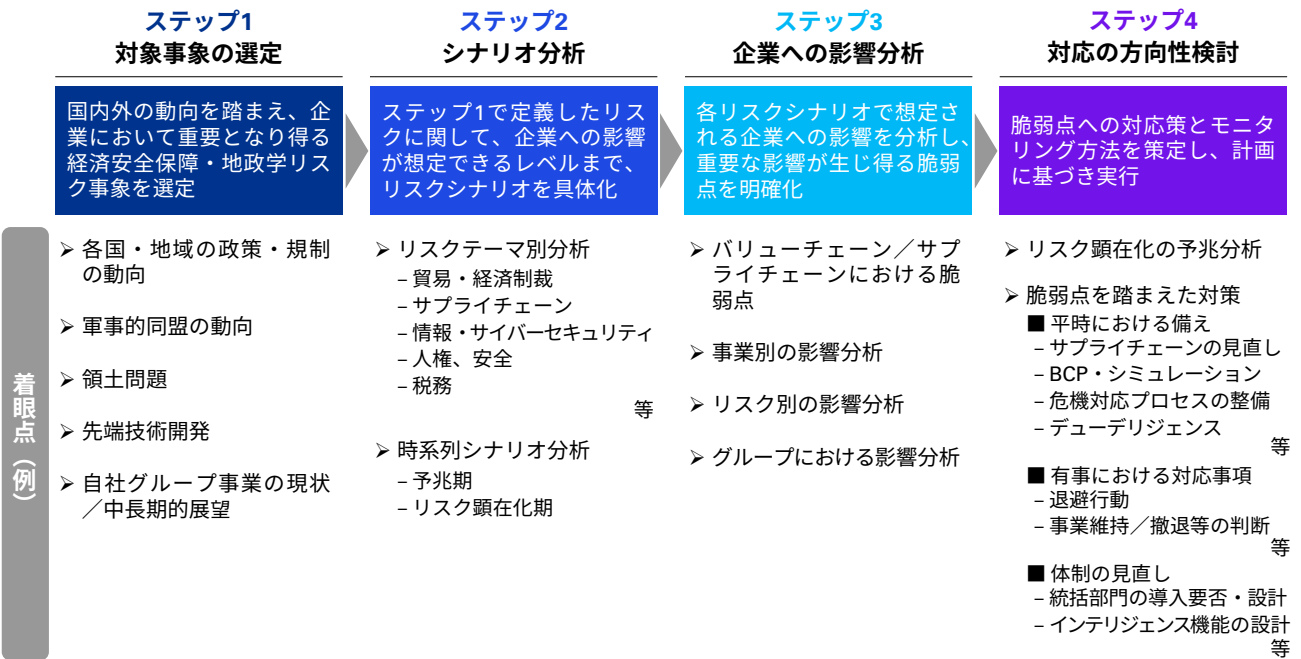 ステップ1
対象事象の選定
国内外の動向を踏まえ、企
業において重要となり得る
経済安全保障・地政学リス
ク事象を選定
ステップ2
シナリオ分析
ステップ1で定義したリス
クに関して、企業への影響
が想定できるレベルまで、
リスクシナリオを具体化
ステップ3
企業への影響分析
各リスクシナリオで想定さ
れる企業への影響を分析し、
重要な影響が生じ得る脆弱
点を明確化
ステップ4
対応の方向性検討
脆弱点への対応策とモニタ
リング方法を策定し、計画
に基づき実行
着眼点（例）
➢ 各国・地域の政策・規制
の動向
➢ 軍事的同盟の動向
➢ 領土問題
➢ 先端技術開発
➢ 自社グループ事業の現状
／中長期的展望
➢ リスクテーマ別分析
– 貿易・経済制裁
– サプライチェーン
– 情報・サイバーセキュリティ
– 人権、安全
– 税務
等
➢ 時系列シナリオ分析
– 予兆期
– リスク顕在化期
➢ バリューチェーン／サプ
ライチェーンにおける脆
弱点
➢ 事業別の影響分析
➢ リスク別の影響分析
➢ グループにおける影響分析
➢ リスク顕在化の予兆分析
➢ 脆弱点を踏まえた対策
■ 平時における備え
– サプライチェーンの見直し
– BCP・シミュレーション
– 危機対応プロセスの整備
– デューデリジェンス
等
■ 有事における対応事項
– 退避行動
– 事業維持／撤退等の判断
等
■ 体制の見直し
– 統括部門の導入要否・設計
– インテリジェンス機能の設計
等